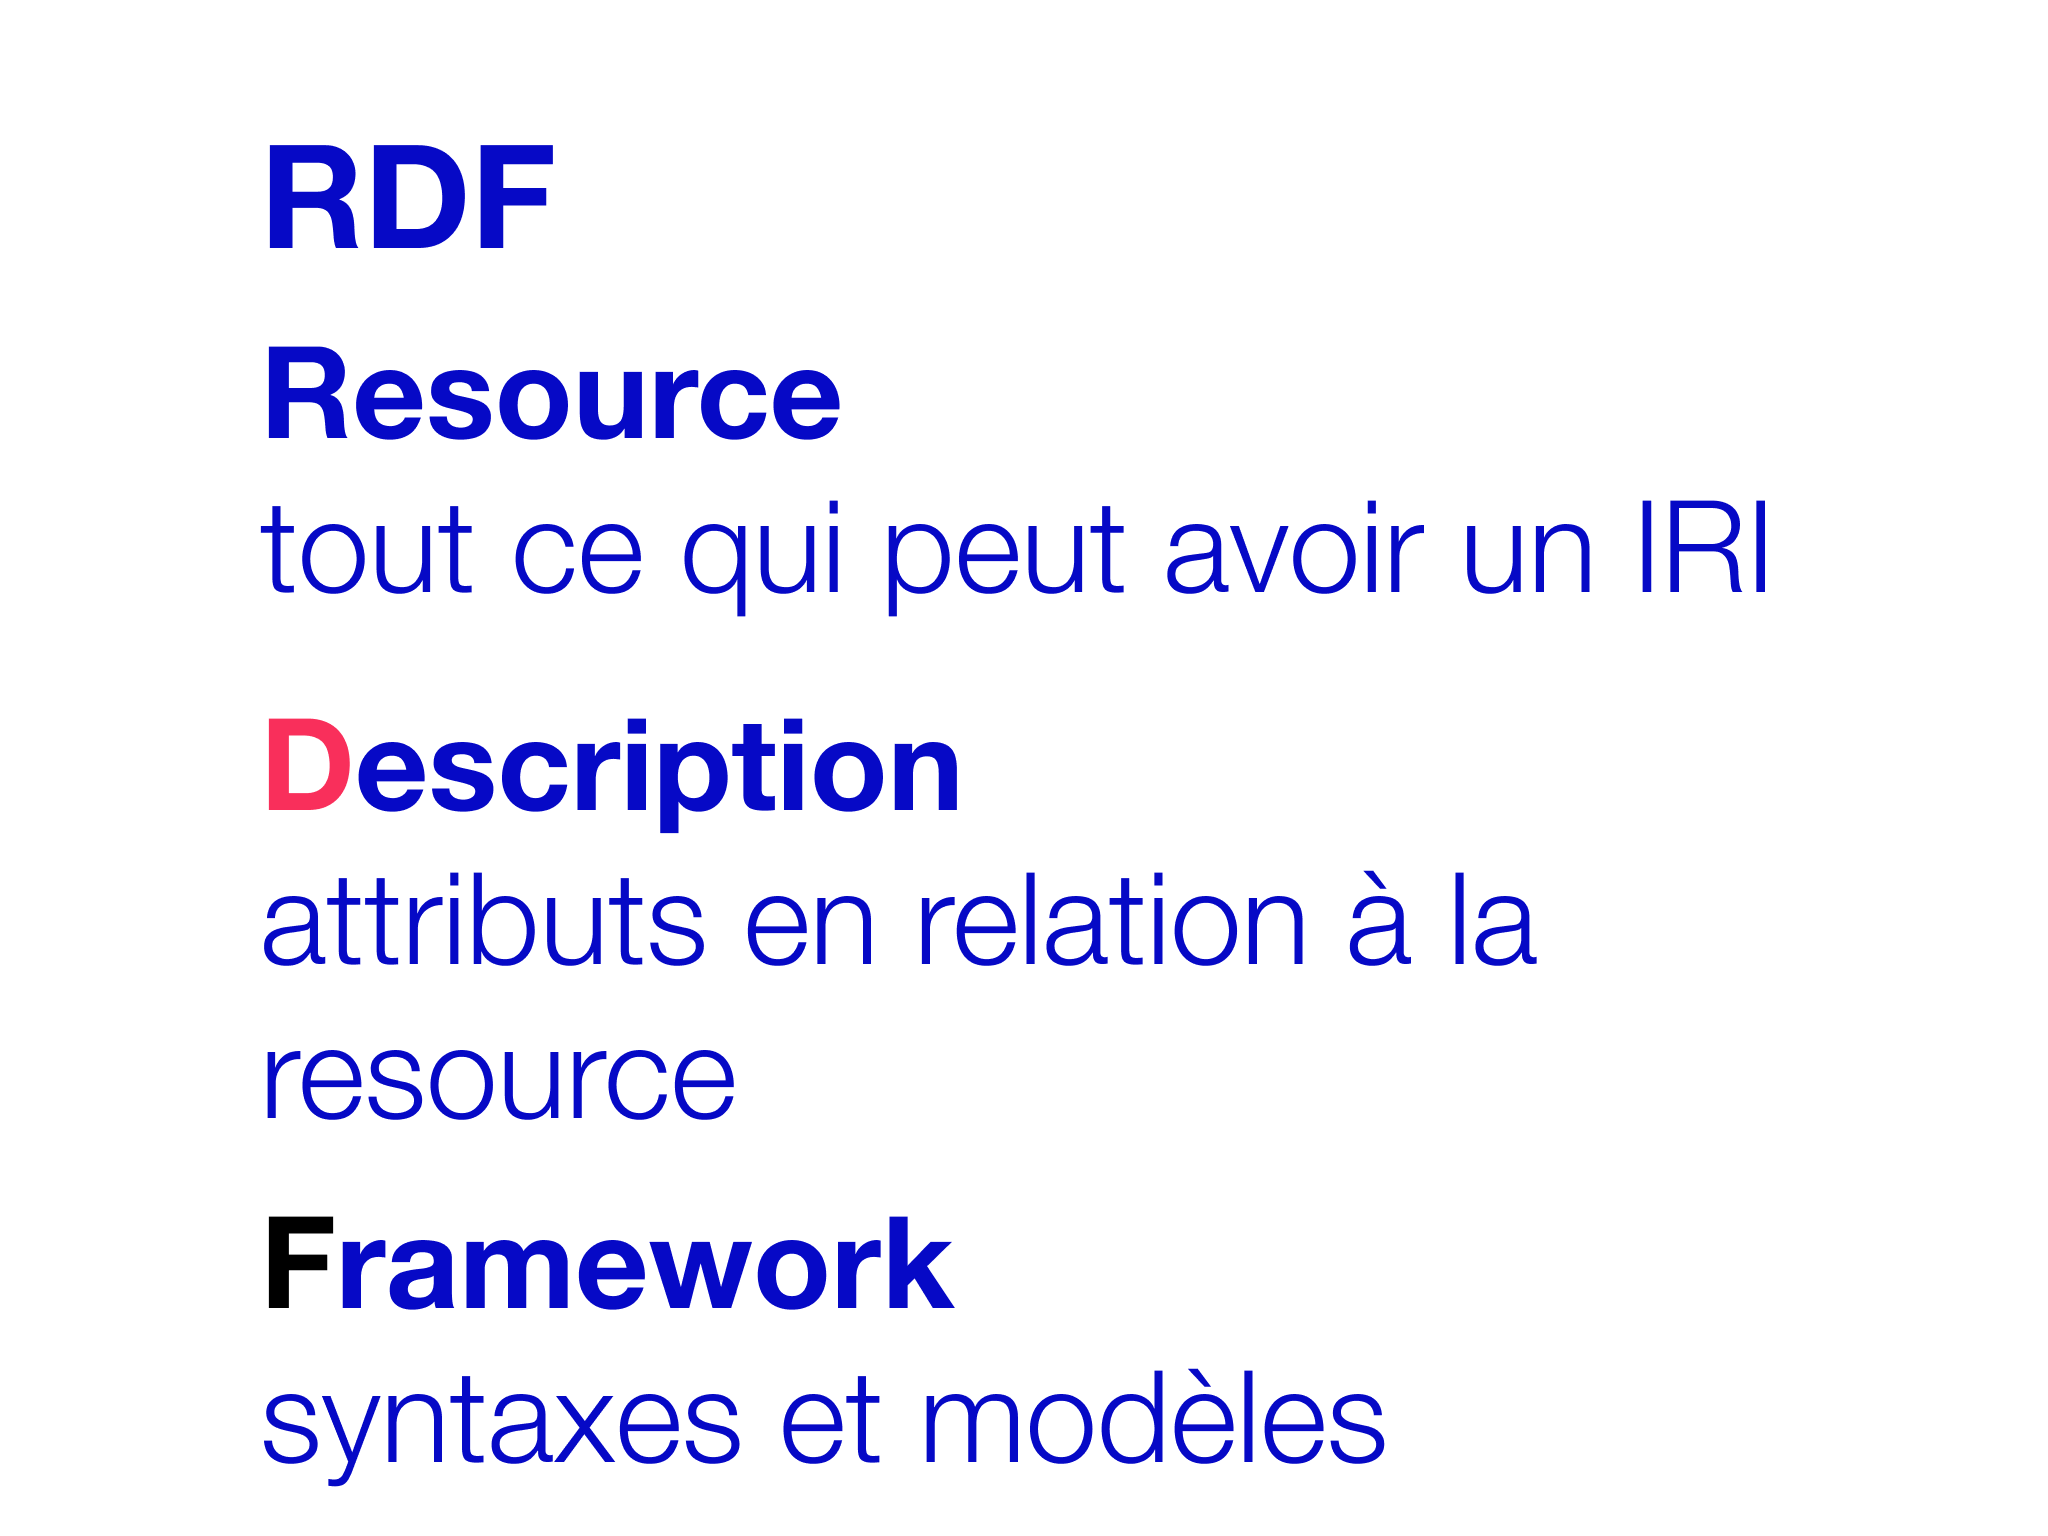 RDF
Resource
tout ce qui peut avoir un IRI
Description
attributs en relation à la
resource
Framework
syntaxes et modèles